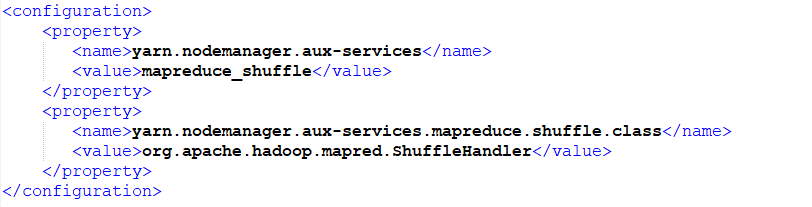 <configuration>
<property>
<name>yarn.nodemanager.aux-services</name>
<value>mapreduce_shuffle</value>
</property>
<property>
<name>yarn.nodemanager.aux-services.mapreduce.shuffle.class</name>
<value>org.apache.hadoop.mapred.ShuffleHandler</value>
</property>
</configuration>